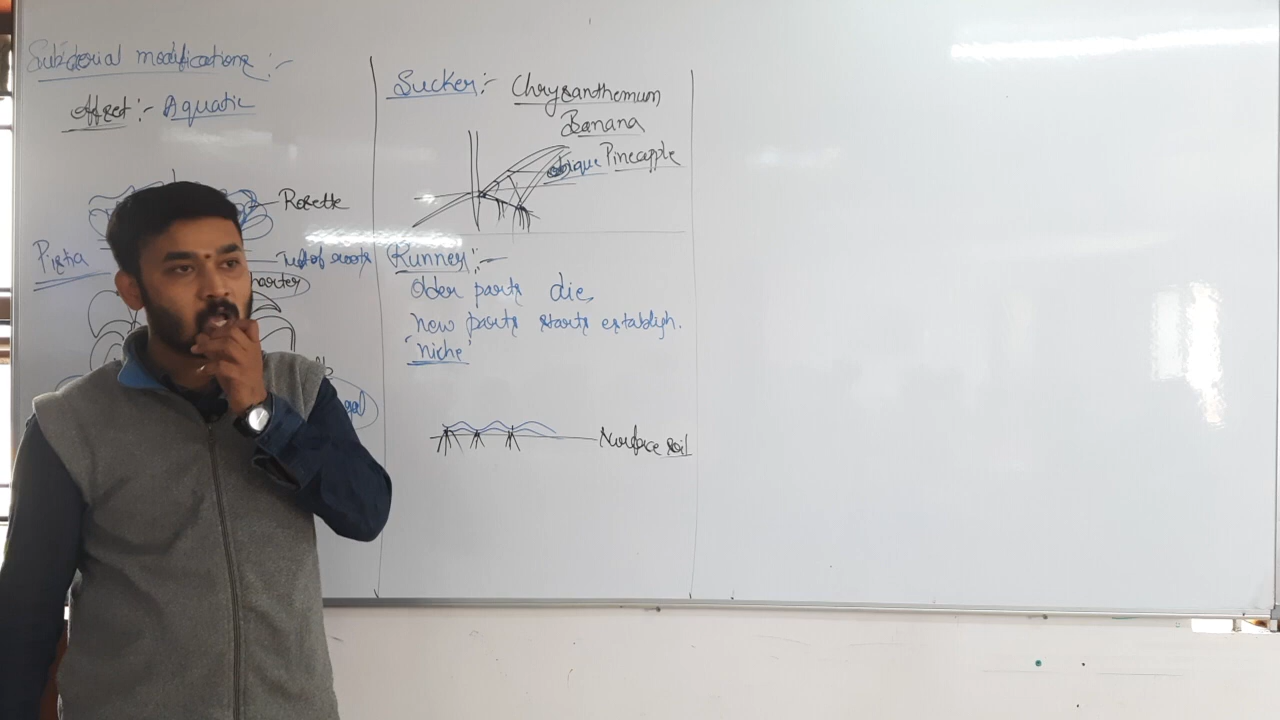 Subaerial modifications :-
Offset :- Aquatic
Rosette
Pistia
Tuft of roots
Sucker :- Chrysanthemum
Banana
oblique Pineapple
Runner :-
Older parts die,
New parts starts establish.
'niche'
Surface soil